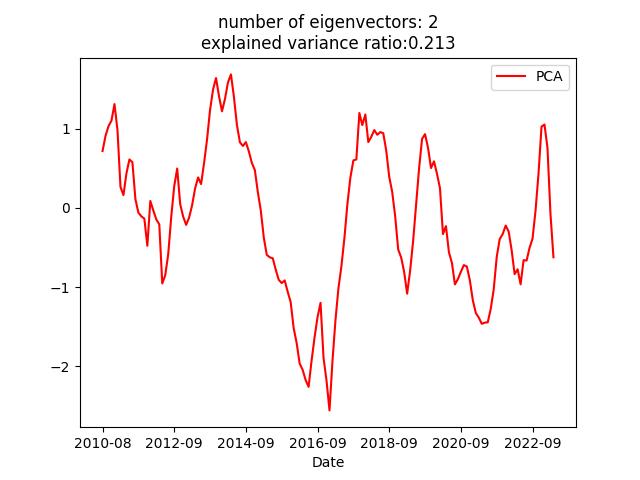 number of eigenvectors: 2
explained variance ratio:0.213
PCA
1
0
−1
−2
2010-08 2012-09 2014-09 2016-09 2018-09 2020-09 2022-09
Date